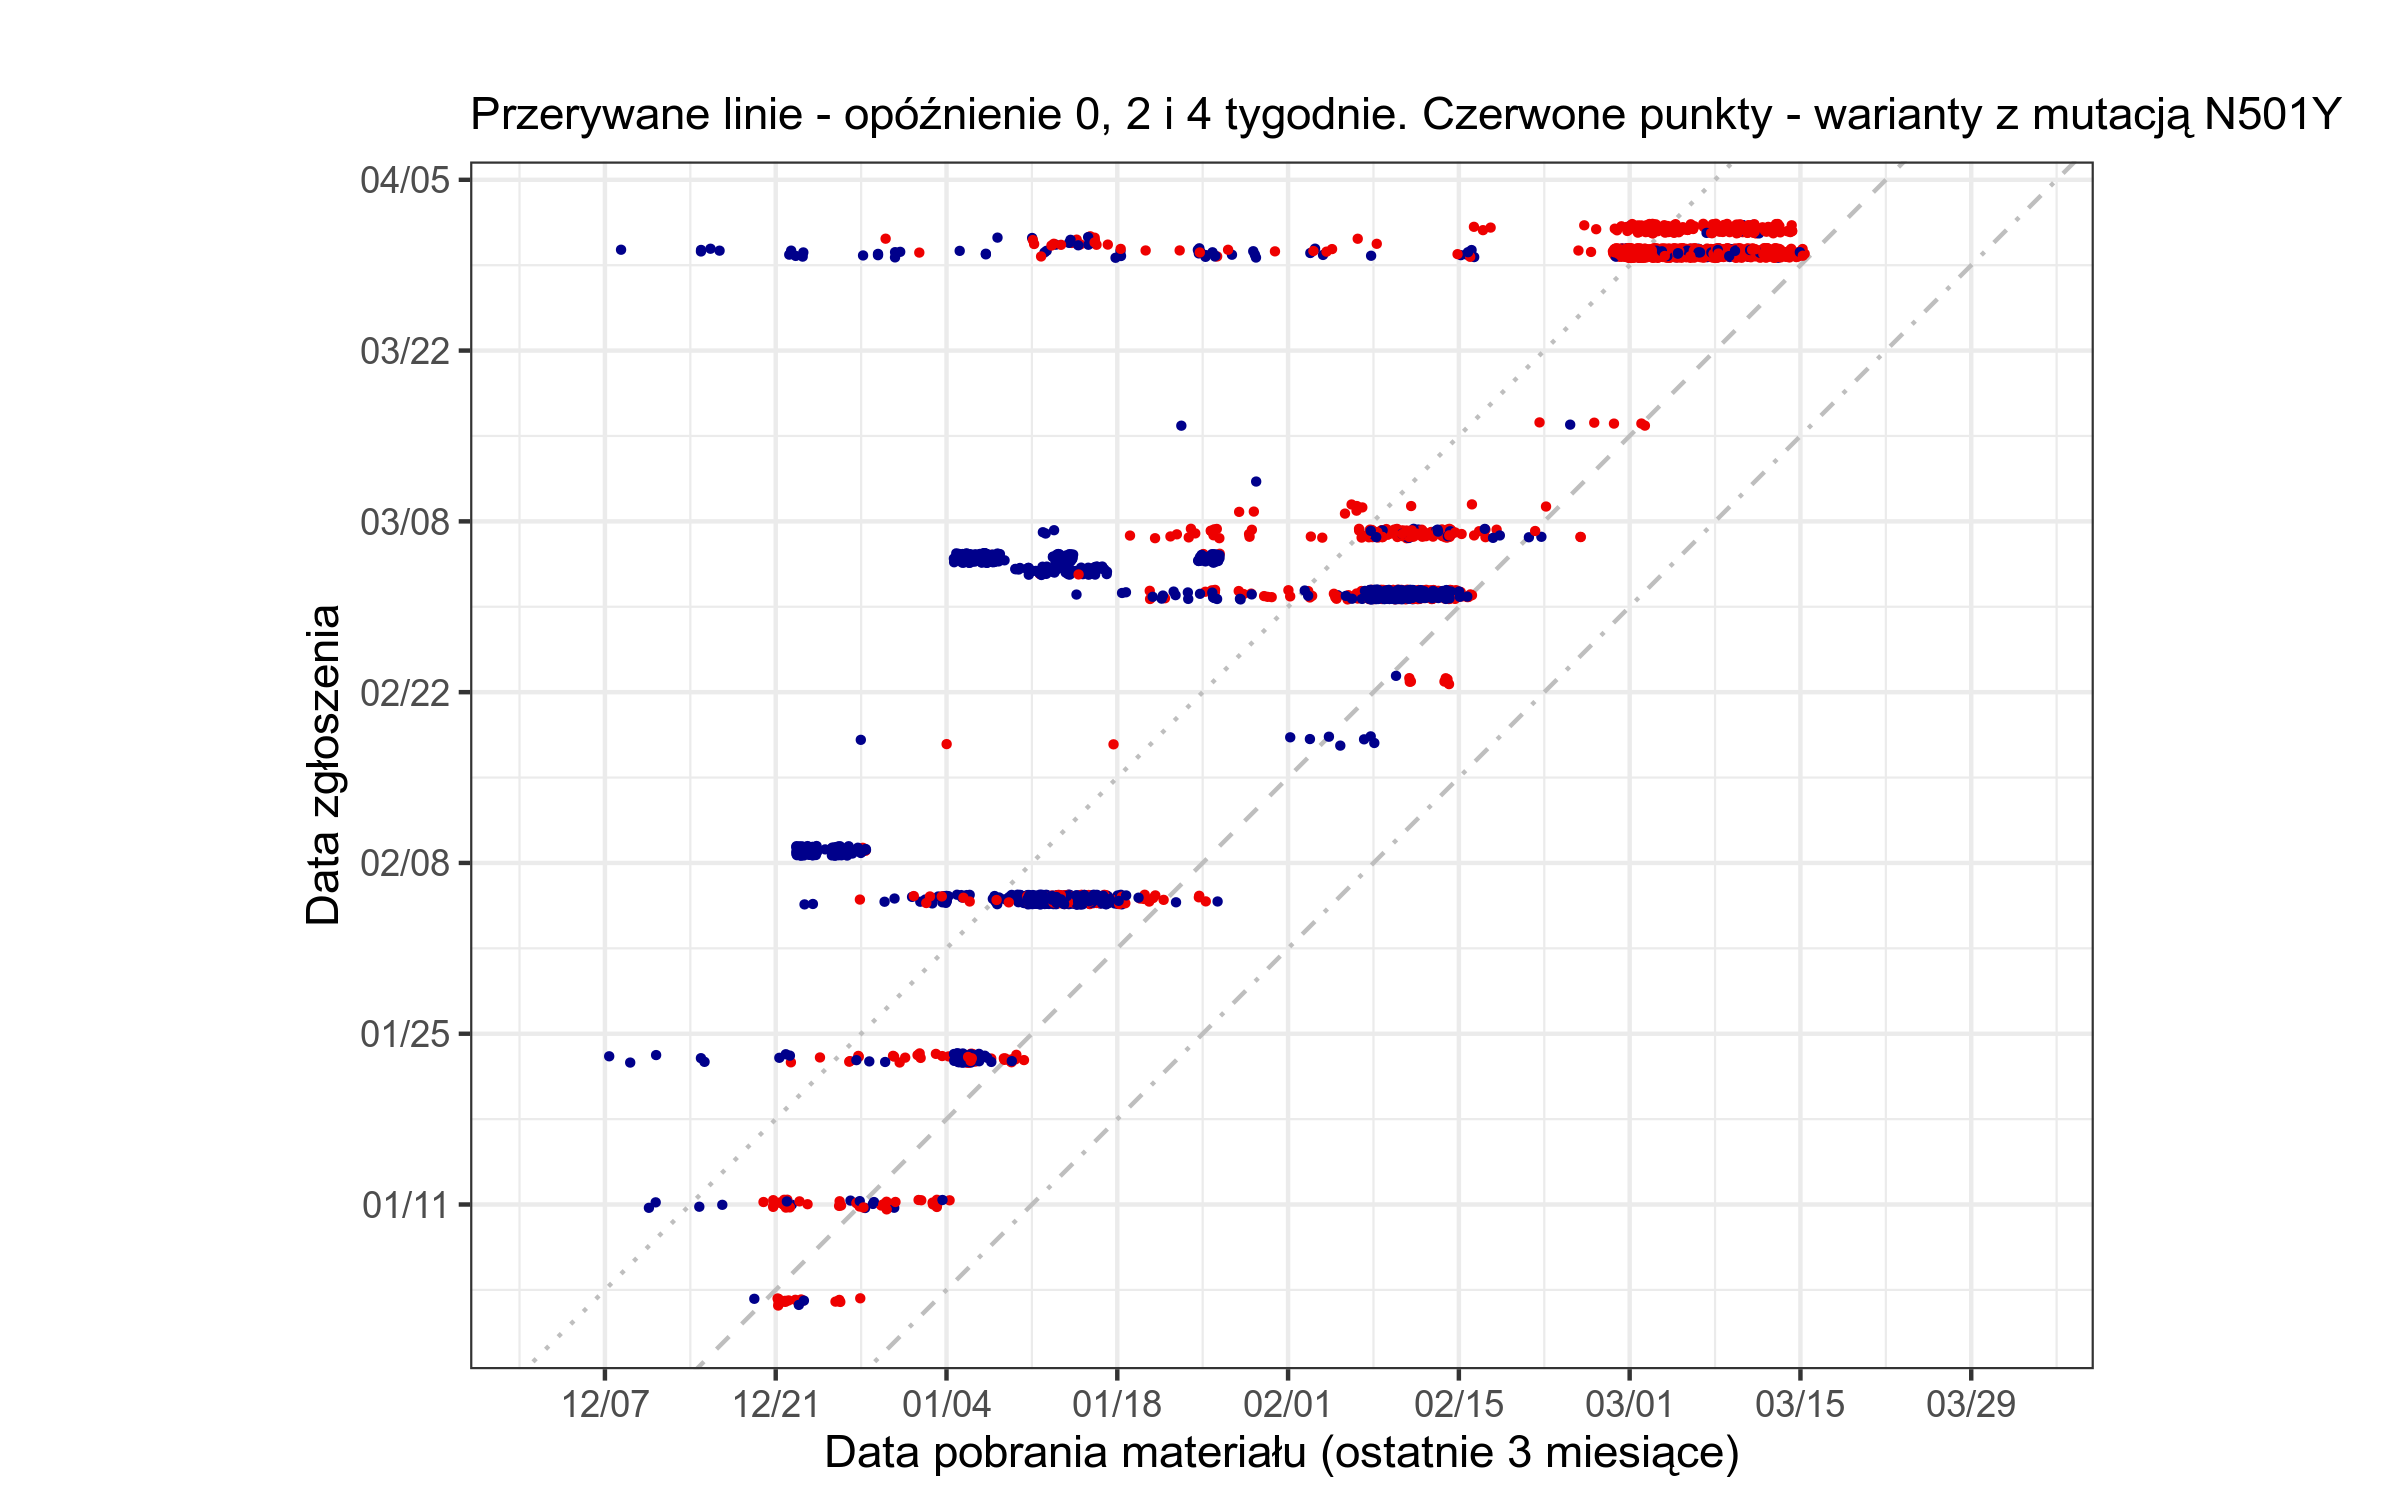 Przerywane linie - opóźnienie 0, 2 i 4 tygodnie. Czerwone punkty - warianty z mutacją N501Y
04/05
03/22
03/08
02/22
02/08
01/25
01/11
Data zgłoszenia
12/07 12/21 01/04 01/18 02/01 02/15 03/01 03/15 03/29
Data pobrania materiału (ostatnie 3 miesiące)